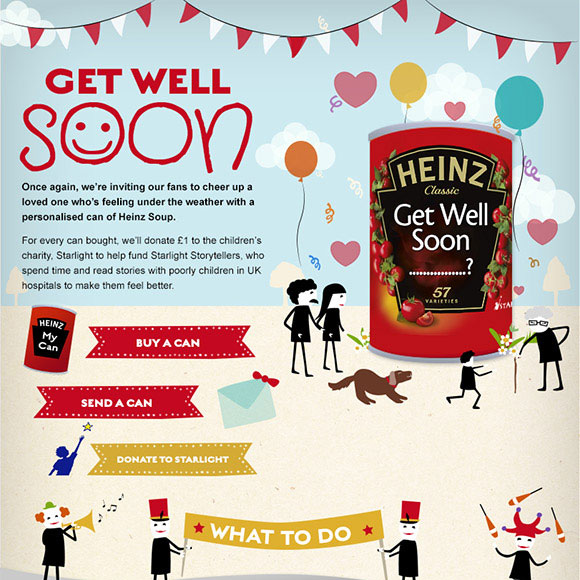 GET WELL
soon
Once again, we're inviting our fans to cheer up a
loved one who's feeling under the weather with a
personalised can of Heinz Soup.
For every can bought, we'll donate £1 to the children's
charity, Starlight to help fund Starlight Storytellers, who
spend time and read stories with poorly children in UK
hospitals to make them feel better.
HEINZ
Classic
Get Well
Soon
..............?
57
VARIETIES
HEINZ
My
Can
BUY A CAN
SEND A CAN
DONATE TO STARLIGHT
WHAT TO DO